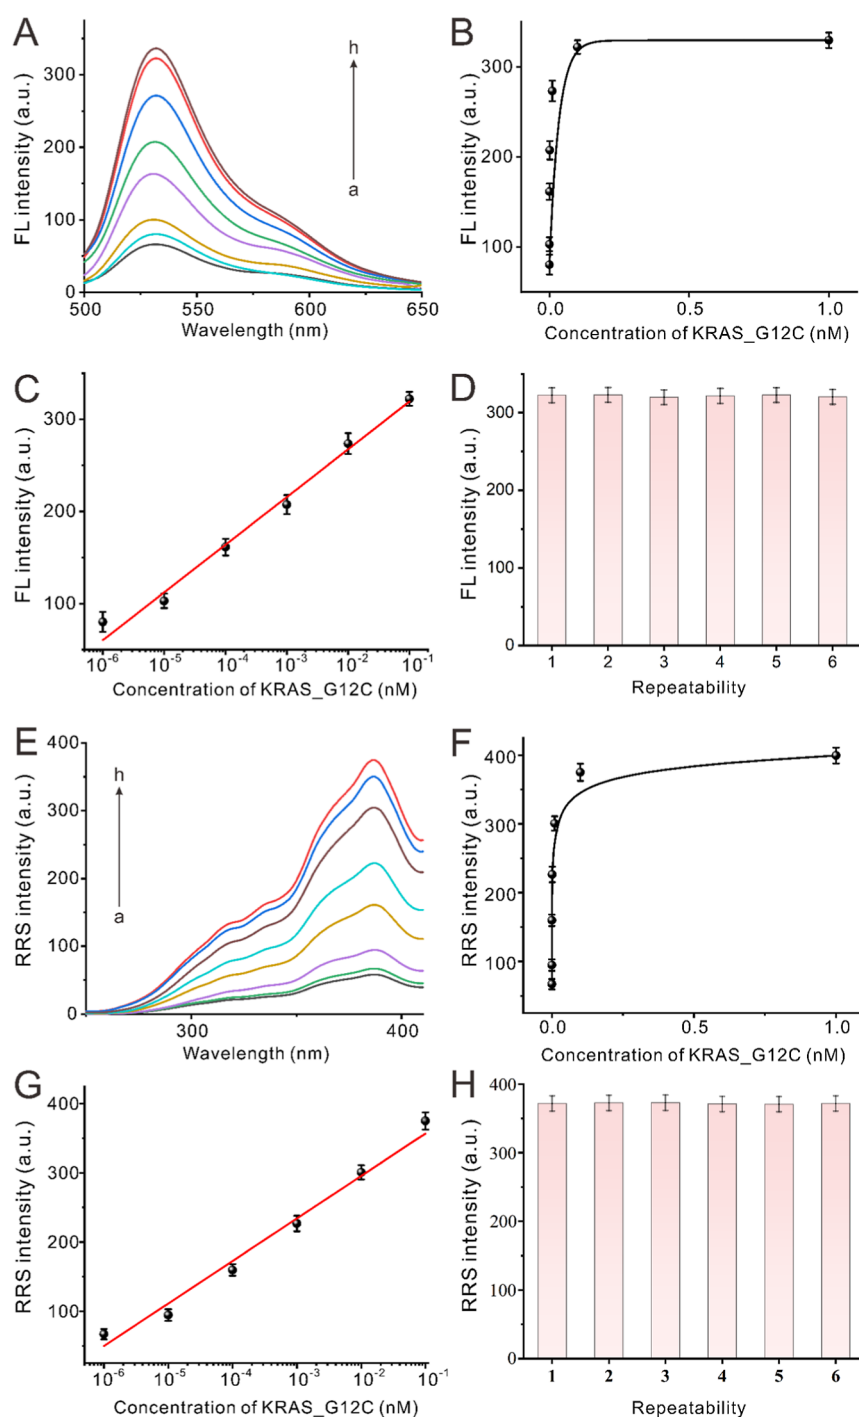 A
h
a
FL intensity (a.u.)
300
200
100
0
500
550
600
650
Wavelength (nm)
B
FL intensity (a.u.)
300
200
100
0.0
0.5
1.0
Concentration of KRAS_G12C (nM)
C
FL intensity (a.u.)
300
200
100
10⁻⁶
10⁻⁵
10⁻⁴
10⁻³
10⁻²
10⁻¹
Concentration of KRAS_G12C (nM)
D
FL intensity (a.u.)
300
200
100
0
1 2 3 4 5 6
Repeatability
E
h
a
RRS intensity (a.u.)
400
300
200
100
0
300
400
Wavelength (nm)
F
RRS intensity (a.u.)
400
300
200
100
0.0
0.5
1.0
Concentration of KRAS_G12C (nM)
G
RRS intensity (a.u.)
400
300
200
100
10⁻⁶
10⁻⁵
10⁻⁴
10⁻³
10⁻²
10⁻¹
Concentration of KRAS_G12C (nM)
H
RRS intensity (a.u.)
400
300
200
100
0
1 2 3 4 5 6
Repeatability